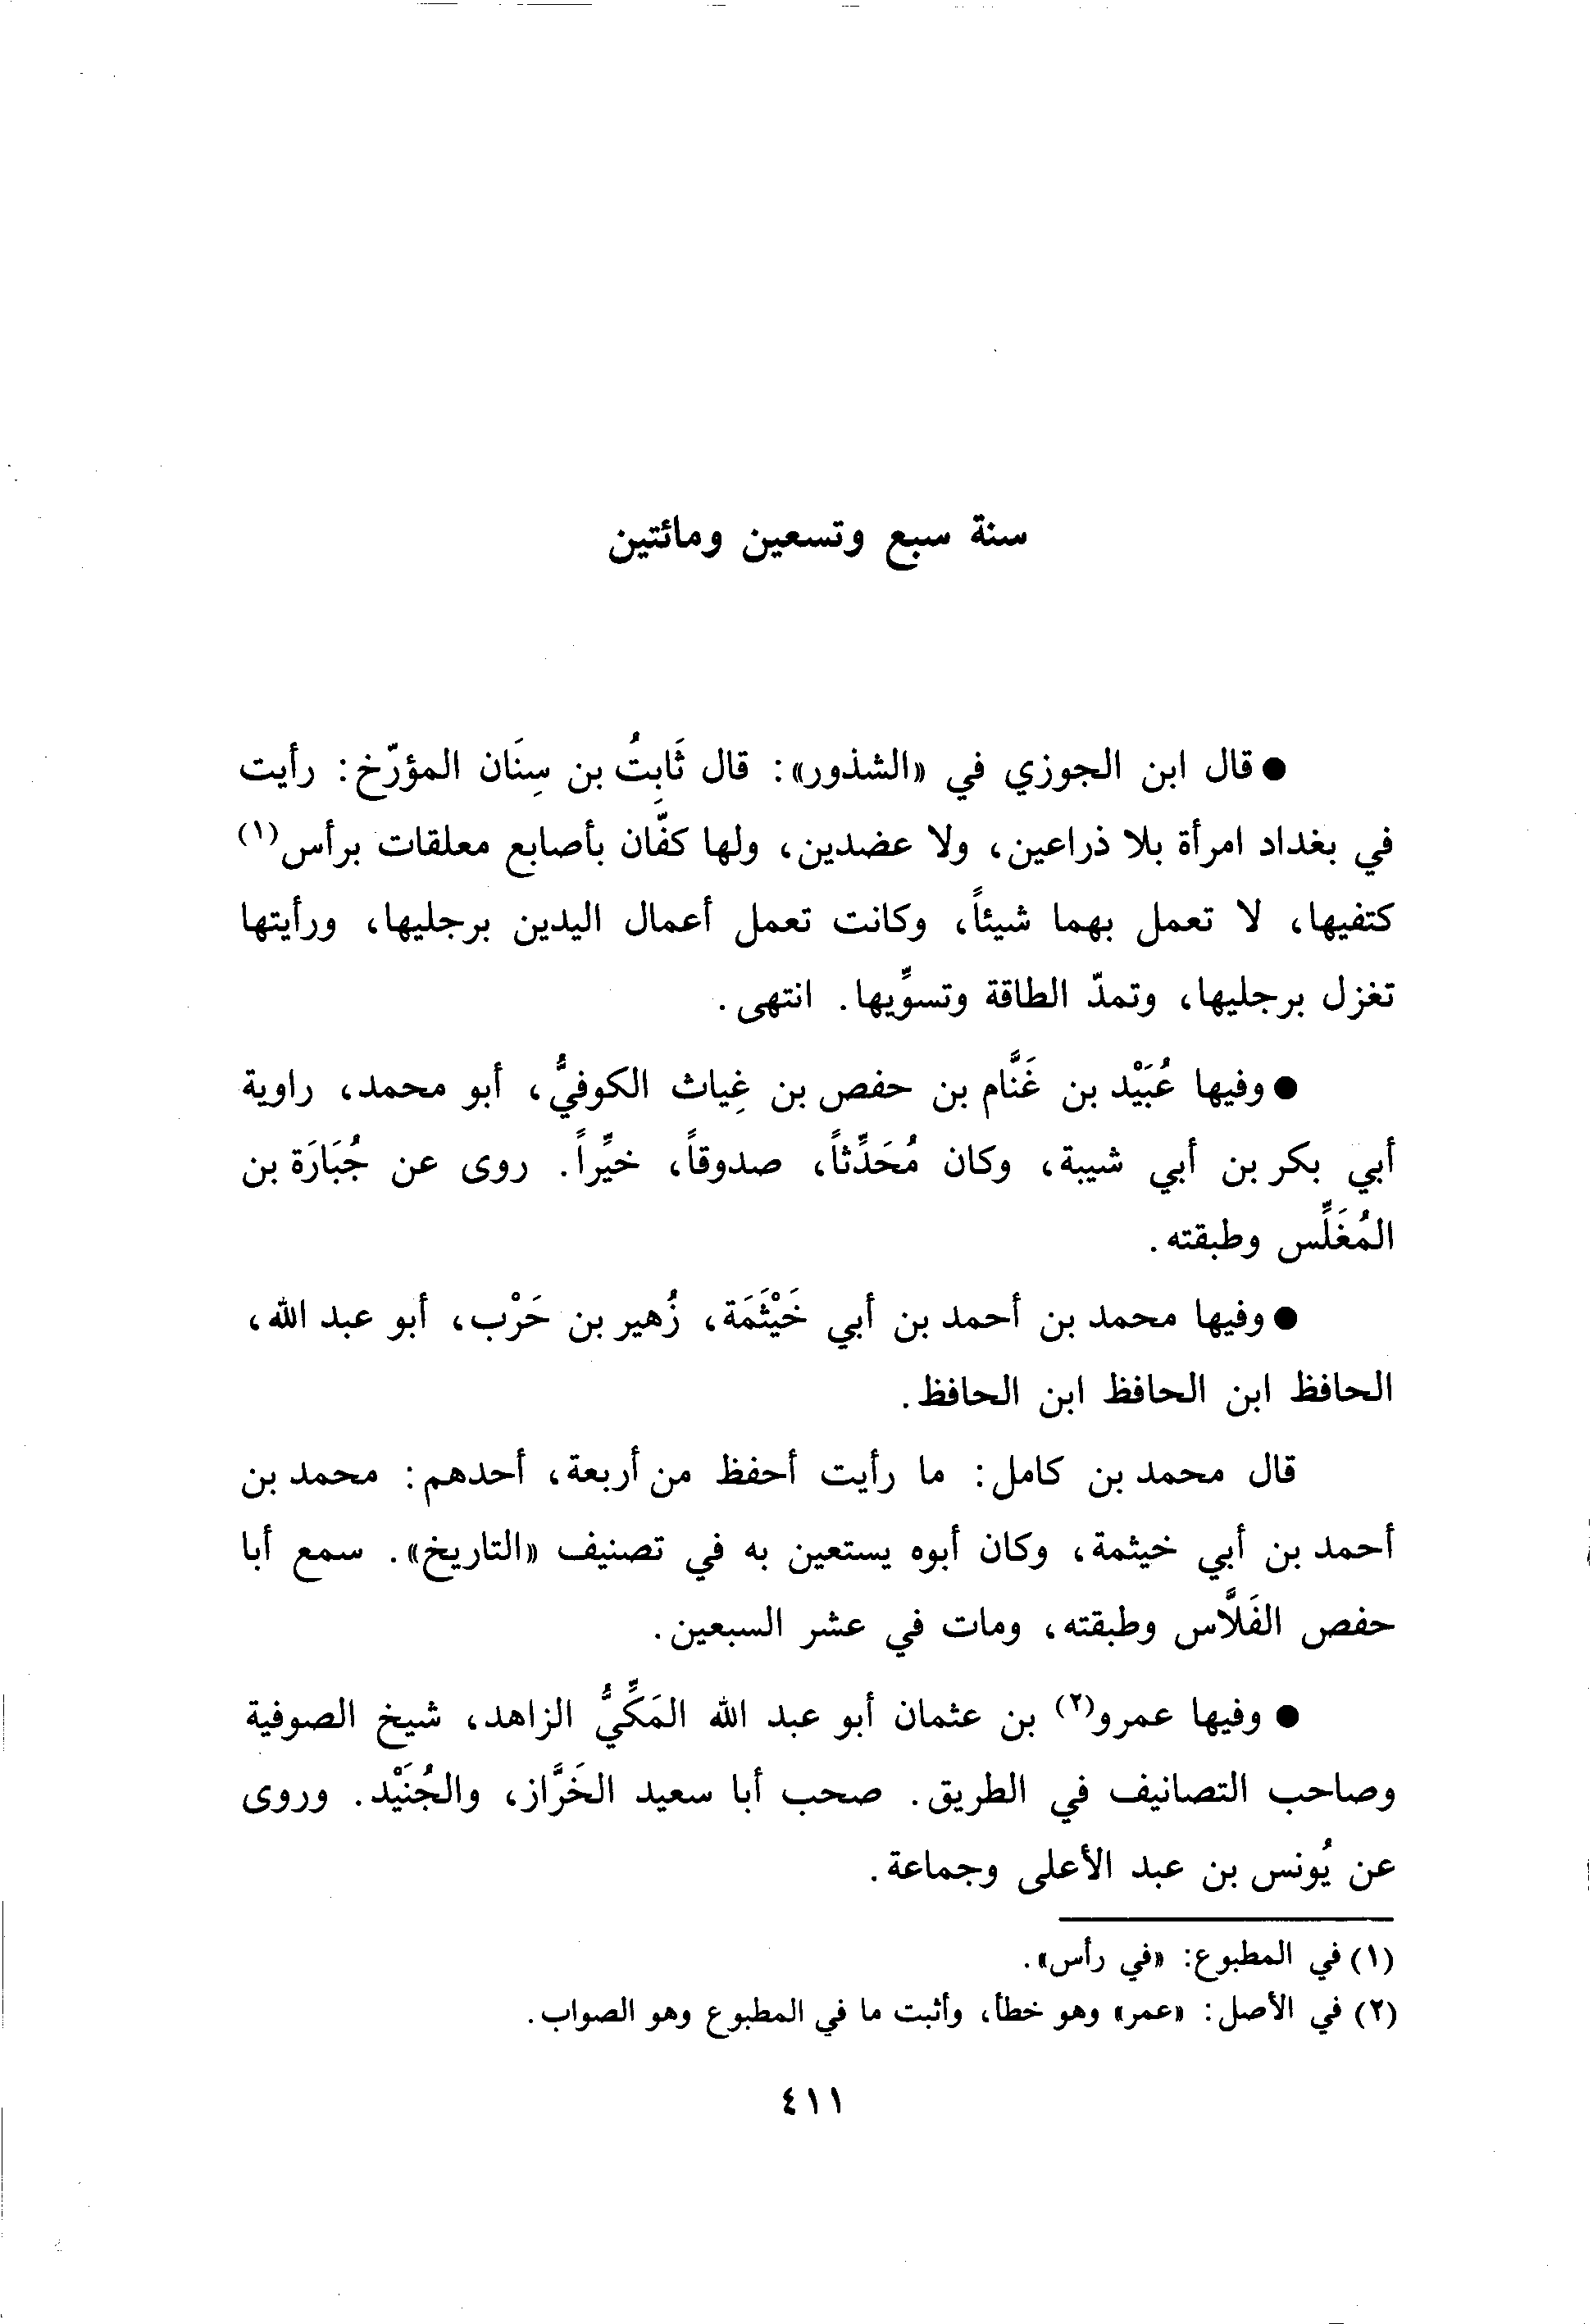 سنة سبع وتسعين ومائتين
● قال ابن الجوزي في «الشذور»: قال ثَابِتُ بن سِنَان المؤرّخ: رأيت
في بغداد امرأة بلا ذراعين، ولا عضدين، ولها كفَّان بأصابع معلقات برأس(١)
كتفيها، لا تعمل بهما شيئاً، وكانت تعمل أعمال اليدين برجليها، ورأيتها
تغزل برجليها، وتمدّ الطاقة وتسوِّيها. انتهى.
● وفيها عُبَيْد بن غَنَّام بن حفص بن غِياث الكوفيُّ، أبو محمد، راوية
أبي بكر بن أبي شيبة، وكان مُحَدِّثاً، صدوقاً، خيِّراً. روى عن جُبَارَة بن
المُغَلِّس وطبقته.
● وفيها محمد بن أحمد بن أبي خَيْثَمَة، زُهير بن حَرْب، أبو عبد الله،
الحافظ ابن الحافظ ابن الحافظ.
قال محمد بن كامل: ما رأيت أحفظ من أربعة، أحدهم: محمد بن
أحمد بن أبي خيثمة، وكان أبوه يستعين به في تصنيف «التاريخ». سمع أبا
حفص الفَلَّاس وطبقته، ومات في عشر السبعين.
● وفيها عمرو(٢) بن عثمان أبو عبد الله المَكِّيُّ الزاهد، شيخ الصوفية
وصاحب التصانيف في الطريق. صحب أبا سعيد الخَرَّاز، والجُنَيْد. وروى
عن يُونس بن عبد الأعلى وجماعة.
(١) في المطبوع: «في رأس».
(٢) في الأصل: «عمر» وهو خطأ، وأثبت ما في المطبوع وهو الصواب.
٤١١